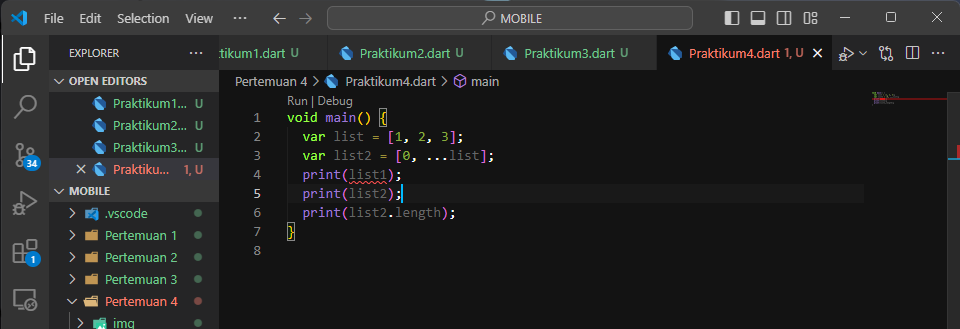 File Edit Selection View ··· MOBILE
EXPLORER ···
tikum1.dart U Praktikum2.dart U Praktikum3.dart U Praktikum4.dart 1, U
OPEN EDITORS
Praktikum1... U
Praktikum2... U
Praktikum3... U
Praktiku... 1, U
MOBILE
.vscode
Pertemuan 1
Pertemuan 2
Pertemuan 3
Pertemuan 4
img
34
1
Pertemuan 4 > Praktikum4.dart > main
Run | Debug
1 void main() {
2 var list = [1, 2, 3];
3 var list2 = [0, ...list];
4 print(list1);
5 print(list2);
6 print(list2.length);
7 }
8